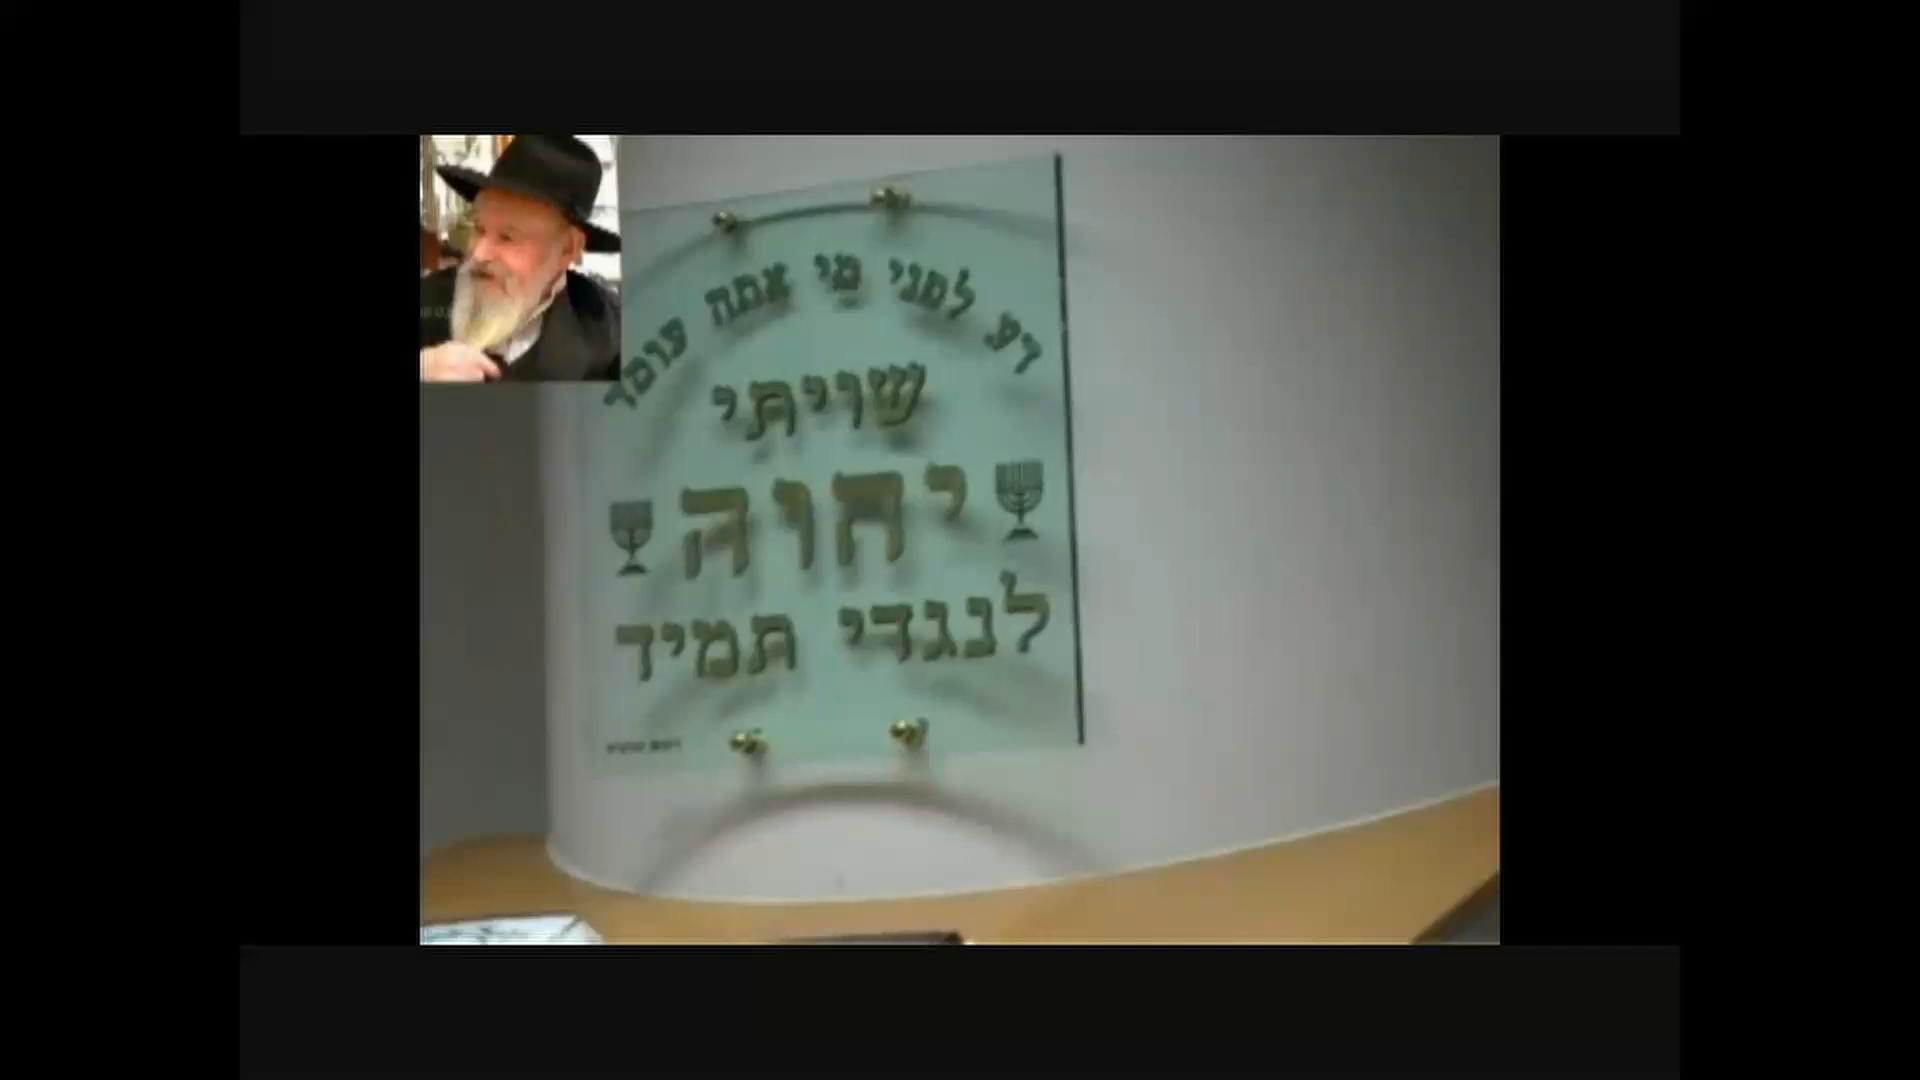 דע לפני מי אתה עומד
שויתי
יהוה
לנגדי תמיד